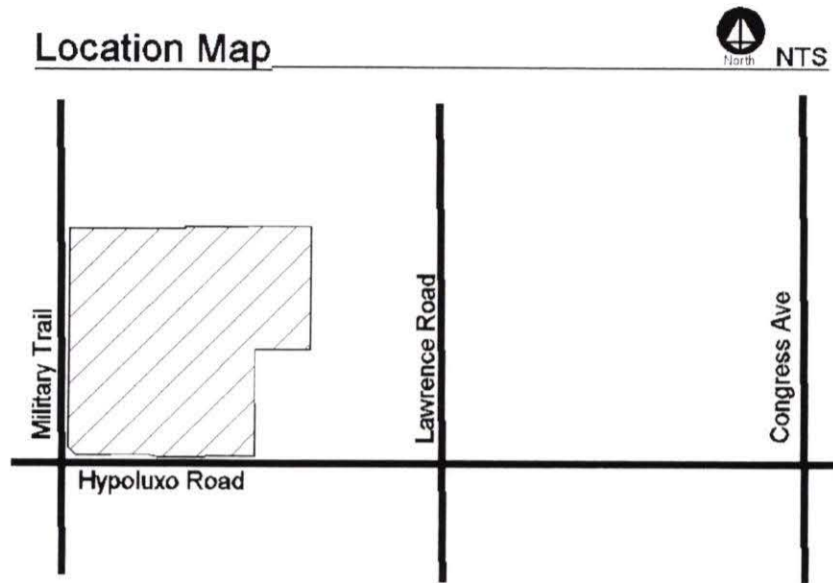 Location Map
North
NTS
Military Trail
Lawrence Road
Congress Ave
Hypoluxo Road